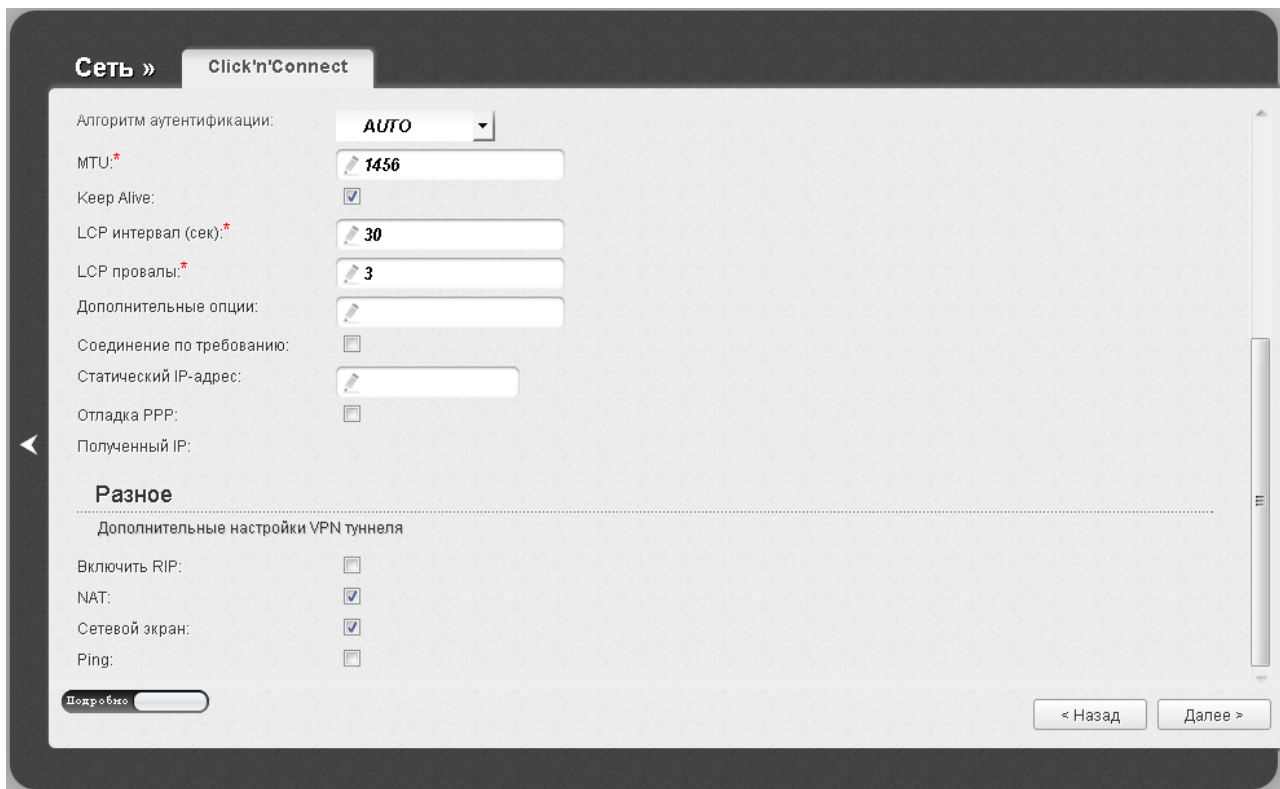 Сеть »
Click'n'Connect
Алгоритм аутентификации: AUTO
MTU:* 1456
Keep Alive:
LCP интервал (сек):* 30
LCP провалы:* 3
Дополнительные опции:
Соединение по требованию:
Статический IP-адрес:
Отладка PPP:
Полученный IP:
Разное
Дополнительные настройки VPN туннеля
Включить RIP:
NAT:
Сетевой экран:
Ping:
Подробно
< Назад
Далее >